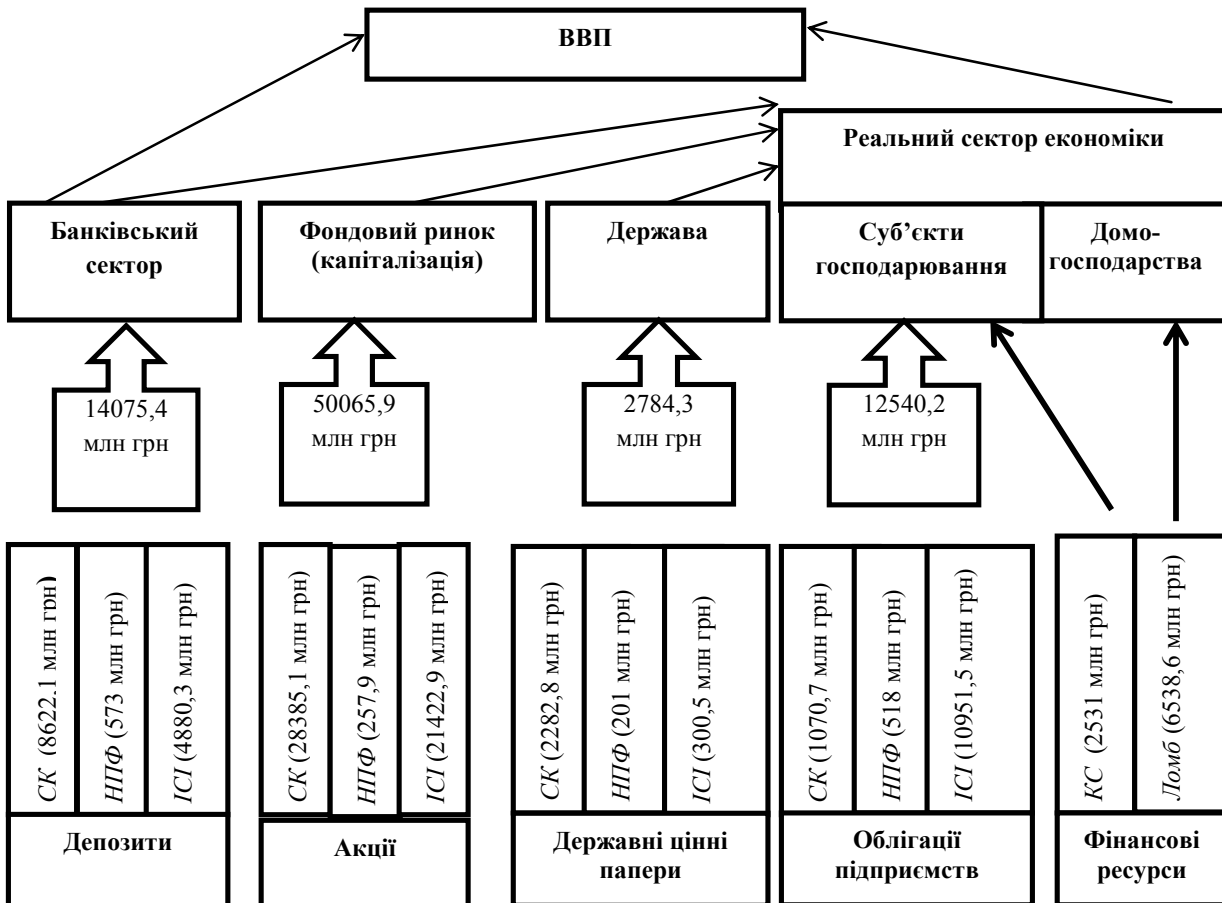 ВВП
Реальний сектор економіки
Банківський
сектор
Фондовий ринок
(капіталізація)
Держава
Суб’єкти
господарювання
Домо-
господарства
14075,4
млн грн
50065,9
млн грн
2784,3
млн грн
12540,2
млн грн
СК (8622.1 млн грн)
НПФ (573 млн грн)
ІСІ (4880,3 млн грн)
СК (28385,1 млн грн)
НПФ (257,9 млн грн)
ІСІ (21422,9 млн грн)
СК (2282,8 млн грн)
НПФ (201 млн грн)
ІСІ (300,5 млн грн)
СК (1070,7 млн грн)
НПФ (518 млн грн)
ІСІ (10951,5 млн грн)
КС (2531 млн грн)
Ломб (6538,6 млн грн)
Депозити
Акції
Державні цінні
папери
Облігації
підприємств
Фінансові
ресурси